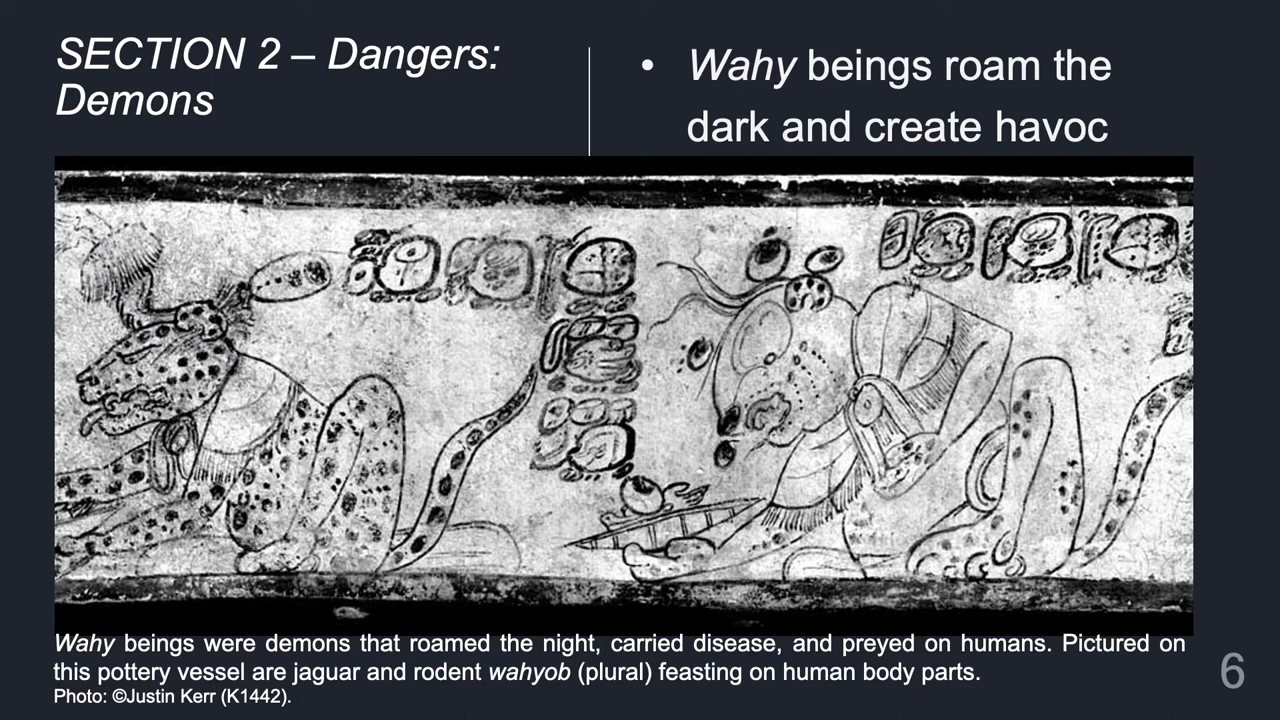 SECTION 2 – Dangers:
Demons
• Wahy beings roam the
dark and create havoc
Wahy beings were demons that roamed the night, carried disease, and preyed on humans. Pictured on
this pottery vessel are jaguar and rodent wahyob (plural) feasting on human body parts.
Photo: ©Justin Kerr (K1442).
6